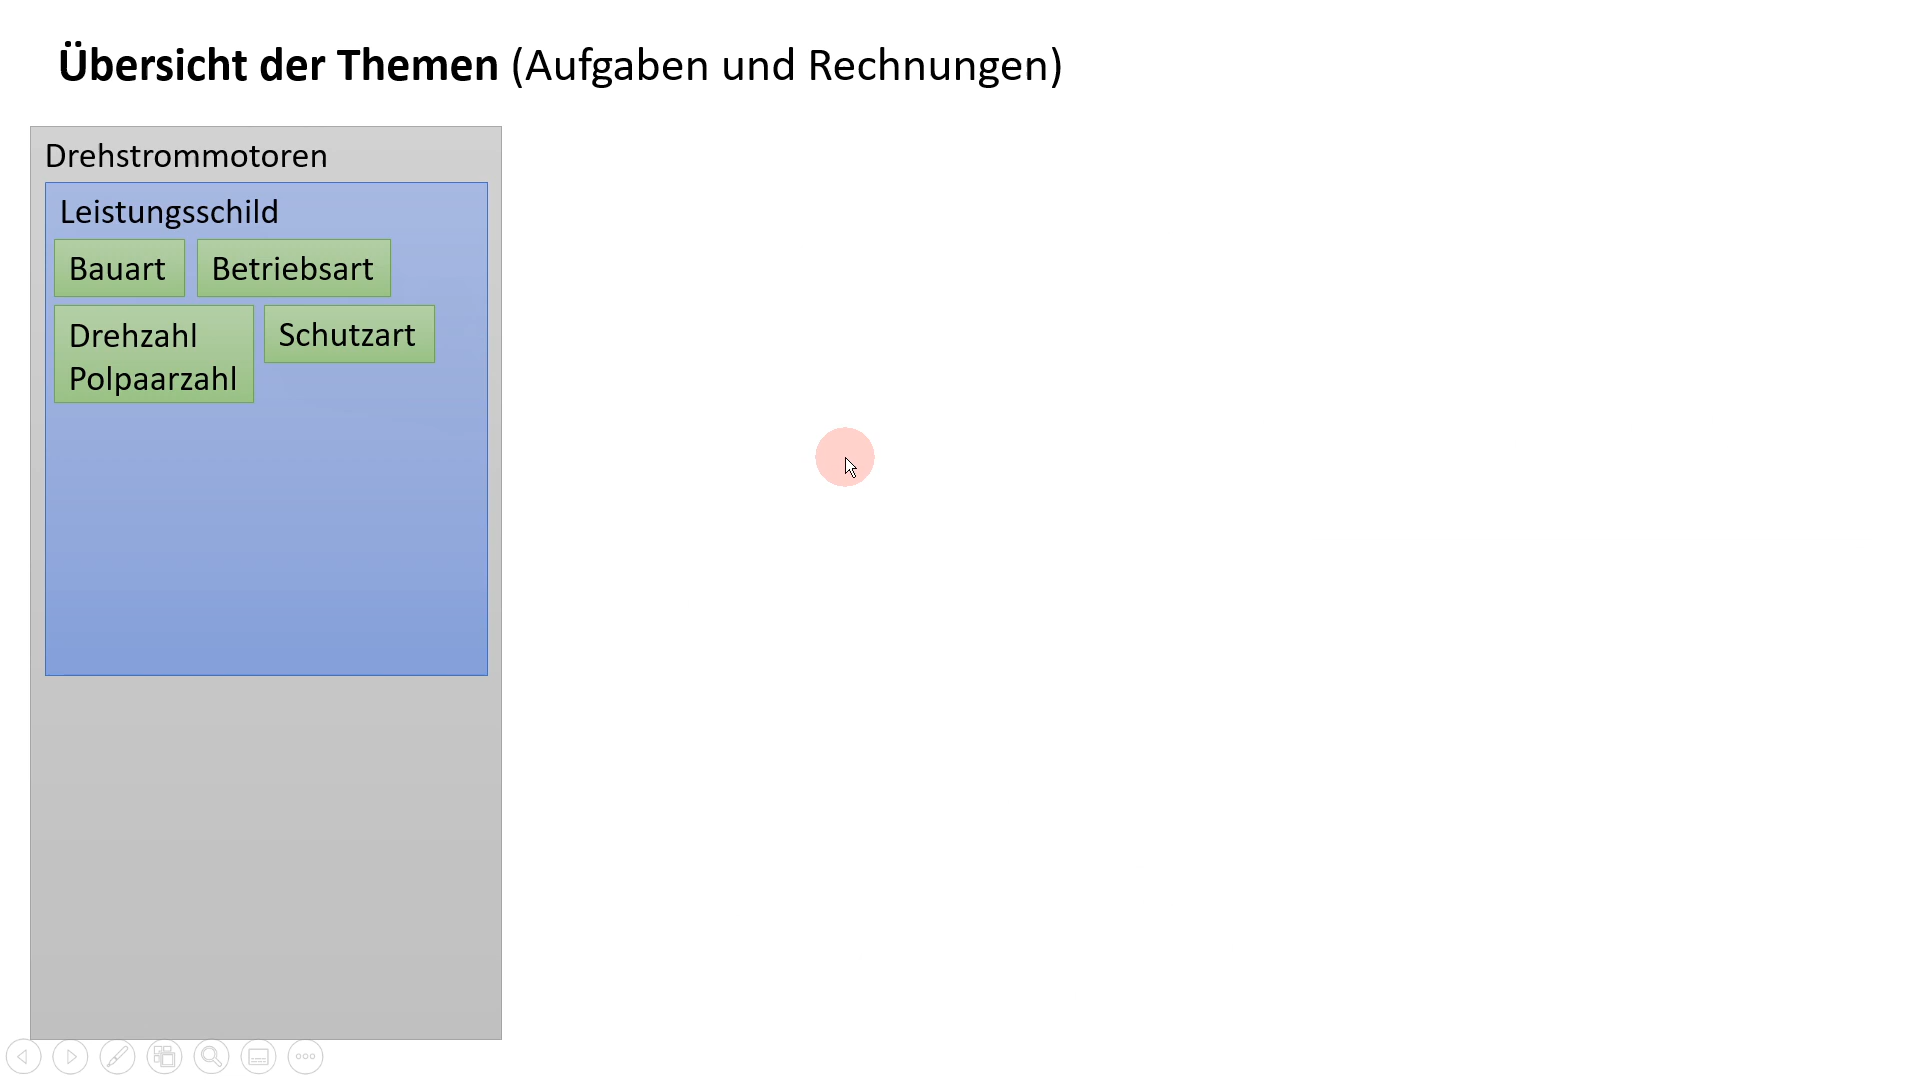 Übersicht der Themen (Aufgaben und Rechnungen)
Drehstrommotoren
Leistungsschild
Bauart
Betriebsart
Drehzahl
Polpaarzahl
Schutzart